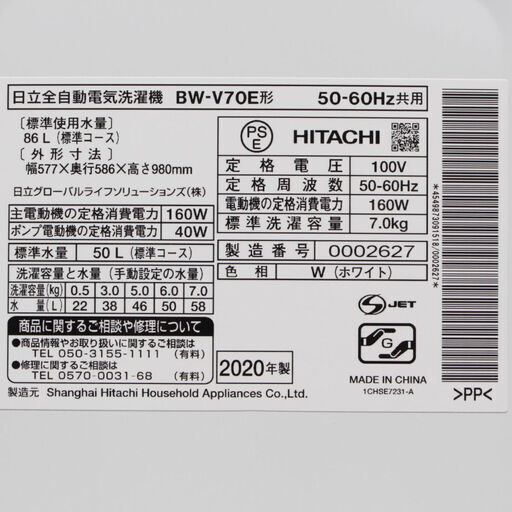 日立全自動電気洗濯機 BW-V70E形 50-60Hz共用
〔標準使用水量〕
86 L (標準コース)
〔外形寸法〕
幅577×奥行586×高さ980mm
日立グローバルライフソリューションズ(株)
主電動機の定格消費電力 160W
ポンプ電動機の定格消費電力 40W
標準水量 50 L (標準コース)
洗濯容量と水量 (手動設定の水量)
洗濯容量(kg) 0.5 3.0 5.0 6.0 7.0
水量(L) 22 38 46 50 58
商品に関するご相談や修理について
●商品情報やお取り扱いに関するご相談
TEL 050-3155-1111 (有料)
●修理に関するご相談
TEL 0570-0031-68 (有料)
製造元 Shanghai Hitachi Household Appliances Co.,Ltd.
PS
E
HITACHI
定格電圧 100V
定格周波数 50-60Hz
電動機の定格消費電力 160W
標準洗濯容量 7.0kg
製造番号 0002627
色相 W (ホワイト)
2020年製
S JET
G
MADE IN CHINA
1CHSE7231-A
*4549873091518/0002627*
>PP<